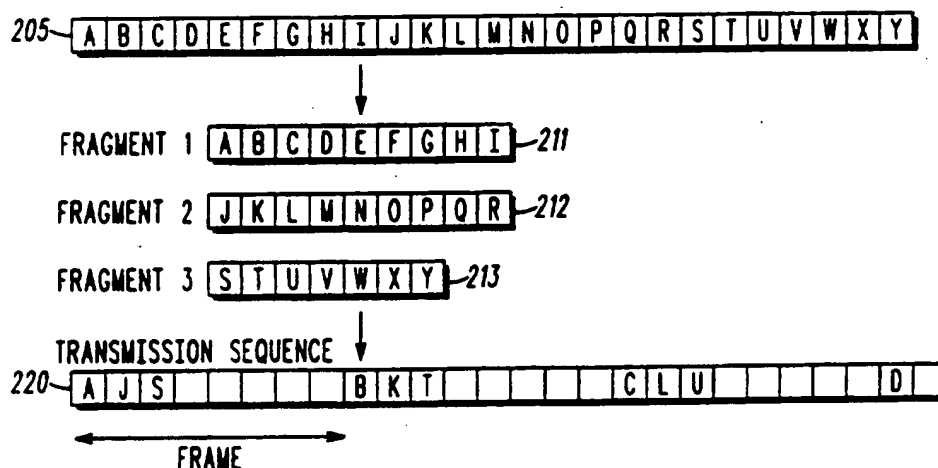 205 A B C D E F G H I J K L M N O P Q R S T U V W X Y
FRAGMENT 1 A B C D E F G H I 211
FRAGMENT 2 J K L M N O P Q R 212
FRAGMENT 3 S T U V W X Y 213
TRANSMISSION SEQUENCE
220 A J S B K T C L U D
FRAME